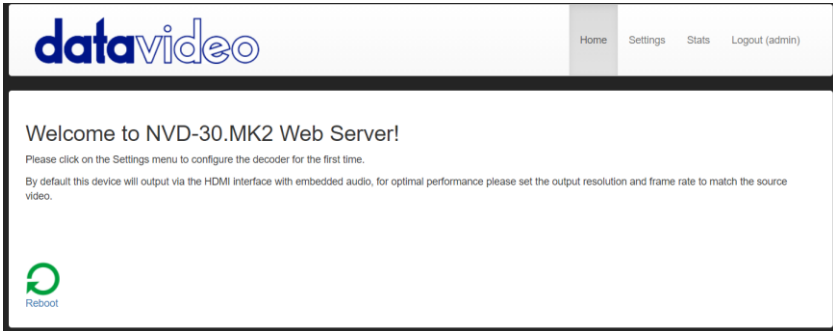 datavideo
Home Settings Stats Logout (admin)
Welcome to NVD-30.MK2 Web Server!
Please click on the Settings menu to configure the decoder for the first time.
By default this device will output via the HDMI interface with embedded audio, for optimal performance please set the output resolution and frame rate to match the source
video.
Reboot